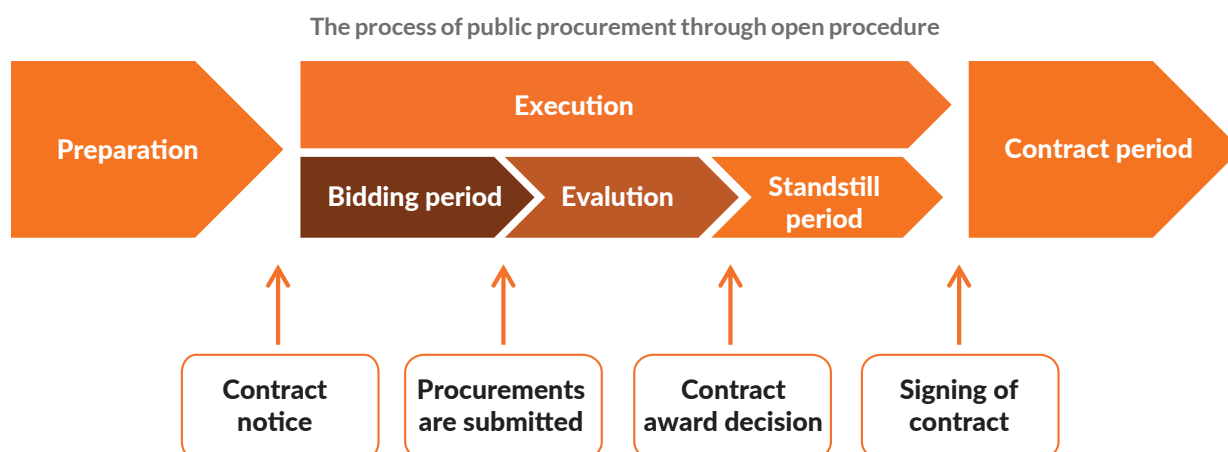 The process of public procurement through open procedure
Preparation
Execution
Contract period
Bidding period
Evalution
Standstill
period
Contract
notice
Procurements
are submitted
Contract
award decision
Signing of
contract